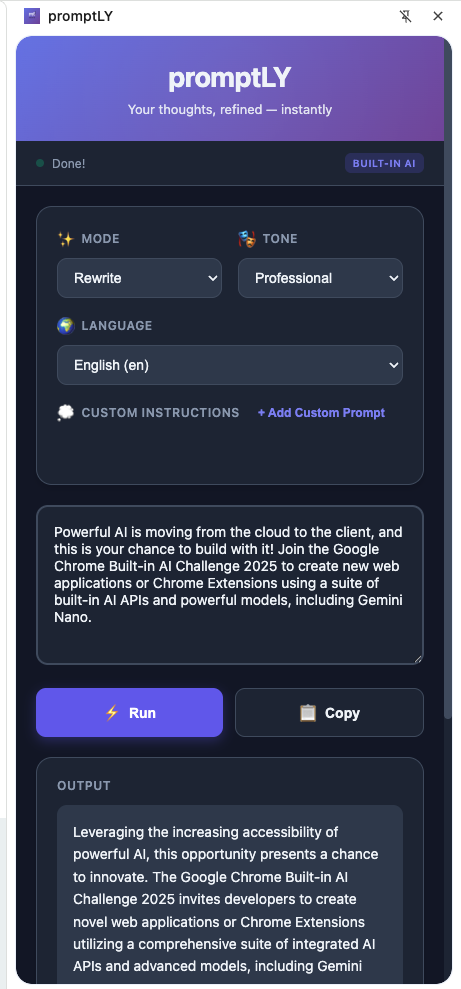 promptLY
promptLY
Your thoughts, refined — instantly
Done!
BUILT-IN AI
✨ MODE
🎭 TONE
Rewrite
Professional
🌍 LANGUAGE
English (en)
💭 CUSTOM INSTRUCTIONS
+ Add Custom Prompt
Powerful AI is moving from the cloud to the client, and
this is your chance to build with it! Join the Google
Chrome Built-in AI Challenge 2025 to create new web
applications or Chrome Extensions using a suite of
built-in AI APIs and powerful models, including Gemini
Nano.
⚡ Run
📋 Copy
OUTPUT
Leveraging the increasing accessibility of
powerful AI, this opportunity presents a chance
to innovate. The Google Chrome Built-in AI
Challenge 2025 invites developers to create
novel web applications or Chrome Extensions
utilizing a comprehensive suite of integrated AI
APIs and advanced models, including Gemini